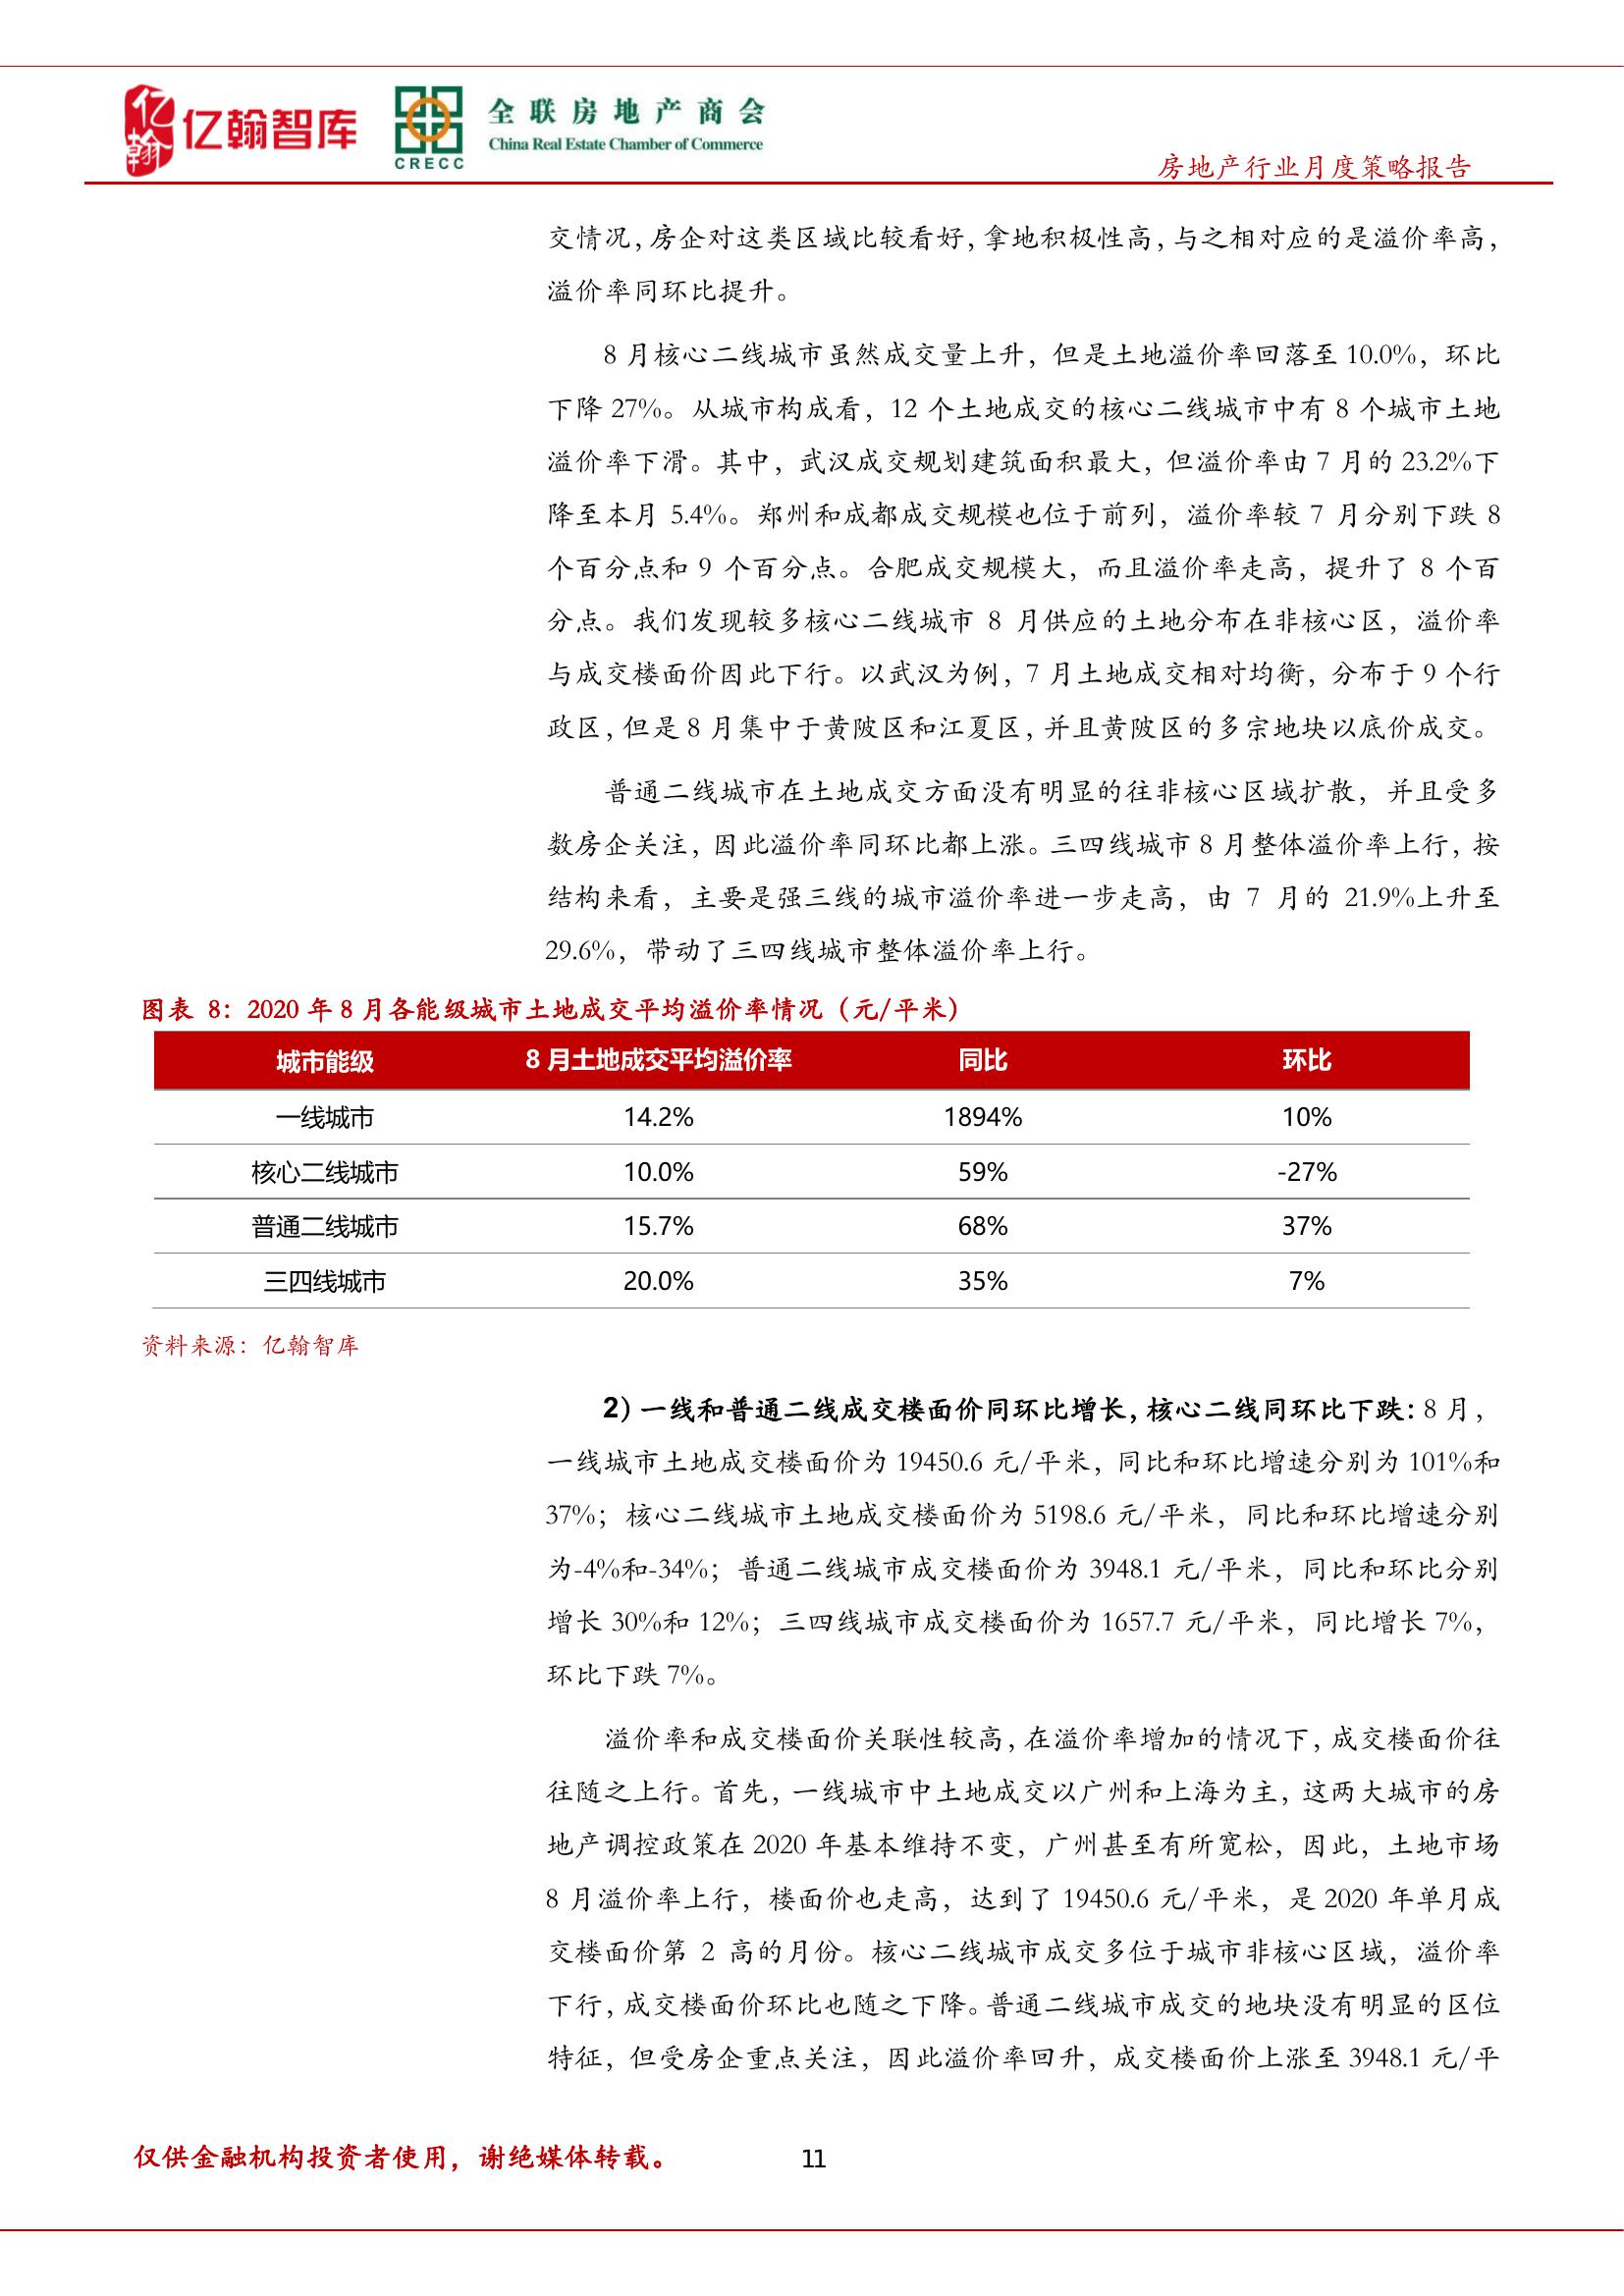 亿翰 亿翰智库
CRECC
全联房地产商会
China Real Estate Chamber of Commerce
房地产行业月度策略报告
交情况，房企对这类区域比较看好，拿地积极性高，与之相对应的是溢价率高，
溢价率同环比提升。
8 月核心二线城市虽然成交量上升，但是土地溢价率回落至 10.0%，环比
下降 27%。从城市构成看，12 个土地成交的核心二线城市中有 8 个城市土地
溢价率下滑。其中，武汉成交规划建筑面积最大，但溢价率由 7 月的 23.2%下
降至本月 5.4%。郑州和成都成交规模也位于前列，溢价率较 7 月分别下跌 8
个百分点和 9 个百分点。合肥成交规模大，而且溢价率走高，提升了 8 个百
分点。我们发现较多核心二线城市 8 月供应的土地分布在非核心区，溢价率
与成交楼面价因此下行。以武汉为例，7 月土地成交相对均衡，分布于 9 个行
政区，但是 8 月集中于黄陂区和江夏区，并且黄陂区的多宗地块以底价成交。
普通二线城市在土地成交方面没有明显的往非核心区域扩散，并且受多
数房企关注，因此溢价率同环比都上涨。三四线城市 8 月整体溢价率上行，按
结构来看，主要是强三线的城市溢价率进一步走高，由 7 月的 21.9%上升至
29.6%，带动了三四线城市整体溢价率上行。
图表 8：2020 年 8 月各能级城市土地成交平均溢价率情况（元/平米）
城市能级 8 月土地成交平均溢价率 同比 环比
一线城市 14.2% 1894% 10%
核心二线城市 10.0% 59% -27%
普通二线城市 15.7% 68% 37%
三四线城市 20.0% 35% 7%
资料来源：亿翰智库
2）一线和普通二线成交楼面价同环比增长，核心二线同环比下跌：8 月，
一线城市土地成交楼面价为 19450.6 元/平米，同比和环比增速分别为 101%和
37%；核心二线城市土地成交楼面价为 5198.6 元/平米，同比和环比增速分别
为-4%和-34%；普通二线城市成交楼面价为 3948.1 元/平米，同比和环比分别
增长 30%和 12%；三四线城市成交楼面价为 1657.7 元/平米，同比增长 7%，
环比下跌 7%。
溢价率和成交楼面价关联性较高，在溢价率增加的情况下，成交楼面价往
往随之上行。首先，一线城市中土地成交以广州和上海为主，这两大城市的房
地产调控政策在 2020 年基本维持不变，广州甚至有所宽松，因此，土地市场
8 月溢价率上行，楼面价也走高，达到了 19450.6 元/平米，是 2020 年单月成
交楼面价第 2 高的月份。核心二线城市成交多位于城市非核心区域，溢价率
下行，成交楼面价环比也随之下降。普通二线城市成交的地块没有明显的区位
特征，但受房企重点关注，因此溢价率回升，成交楼面价上涨至 3948.1 元/平
仅供金融机构投资者使用，谢绝媒体转载。
11